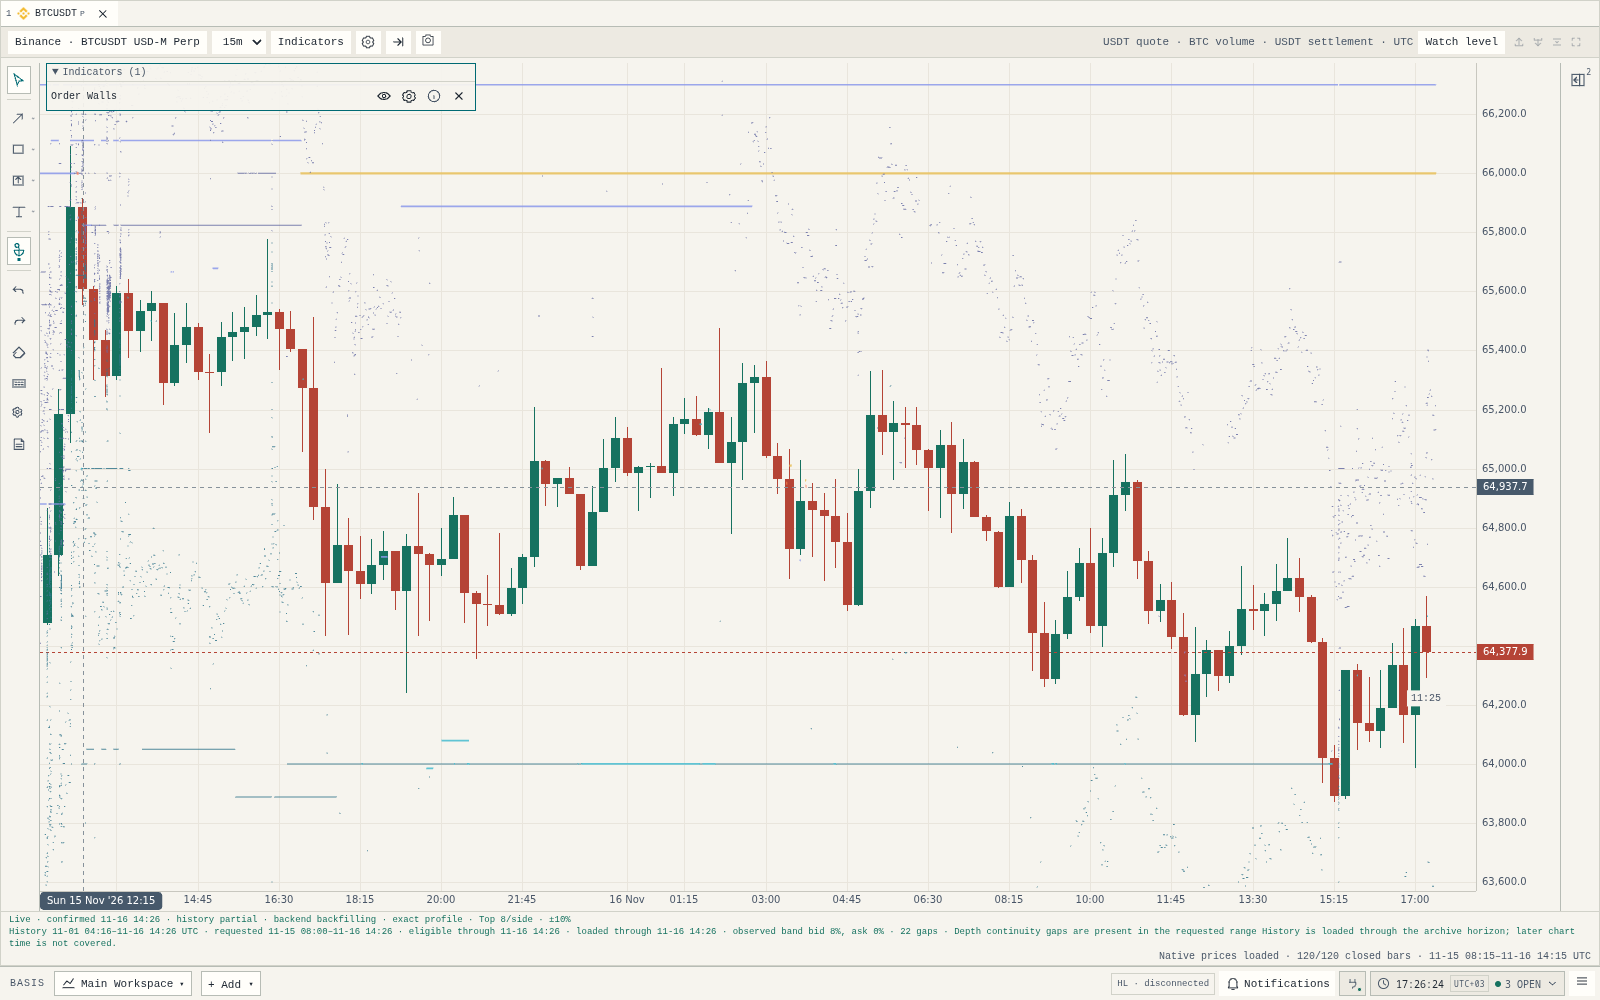 1 BTCUSDT P
Binance · BTCUSDT USD-M Perp 15m Indicators USDT quote · BTC volume · USDT settlement · UTC Watch level
Indicators (1)
Order Walls
2
66,200.0
66,000.0
65,800.0
65,600.0
65,400.0
65,200.0
65,000.0
64,937.7
64,800.0
64,600.0
64,377.9
11:25
64,200.0
64,000.0
63,800.0
63,600.0
Sun 15 Nov '26 12:15 14:45 16:30 18:15 20:00 21:45 16 Nov 01:15 03:00 04:45 06:30 08:15 10:00 11:45 13:30 15:15 17:00
Live · confirmed 11-16 14:26 · history partial · backend backfilling · exact profile · Top 8/side · ±10%
History 11-01 04:16–11-16 14:26 UTC · requested 11-15 08:00–11-16 14:26 · eligible through 11-16 14:26 · loaded through 11-16 14:26 · observed band bid 8%, ask 0% · 22 gaps · Depth continuity gaps are present in the requested range History is loaded through the archive horizon; later chart
time is not covered.
Native prices loaded · 120/120 closed bars · 11-15 08:15–11-16 14:15 UTC
BASIS Main Workspace + Add HL · disconnected Notifications 17:26:24 UTC+03 3 OPEN